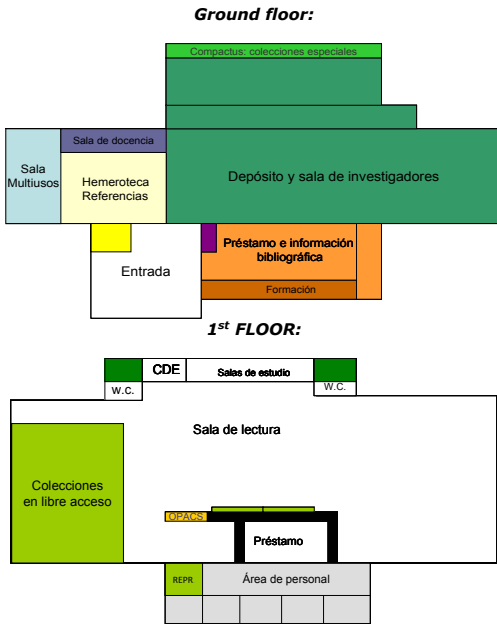 Ground floor:
Compactus: colecciones especiales
Sala de docencia
Sala
Multiusos
Hemeroteca
Referencias
Depósito y sala de investigadores
Préstamo e información
bibliográfica
Entrada
Formación
1st FLOOR:
CDE
Salas de estudio
W.C.
W.C.
Sala de lectura
Colecciones
en libre acceso
OPACS
Préstamo
REPR
Área de personal